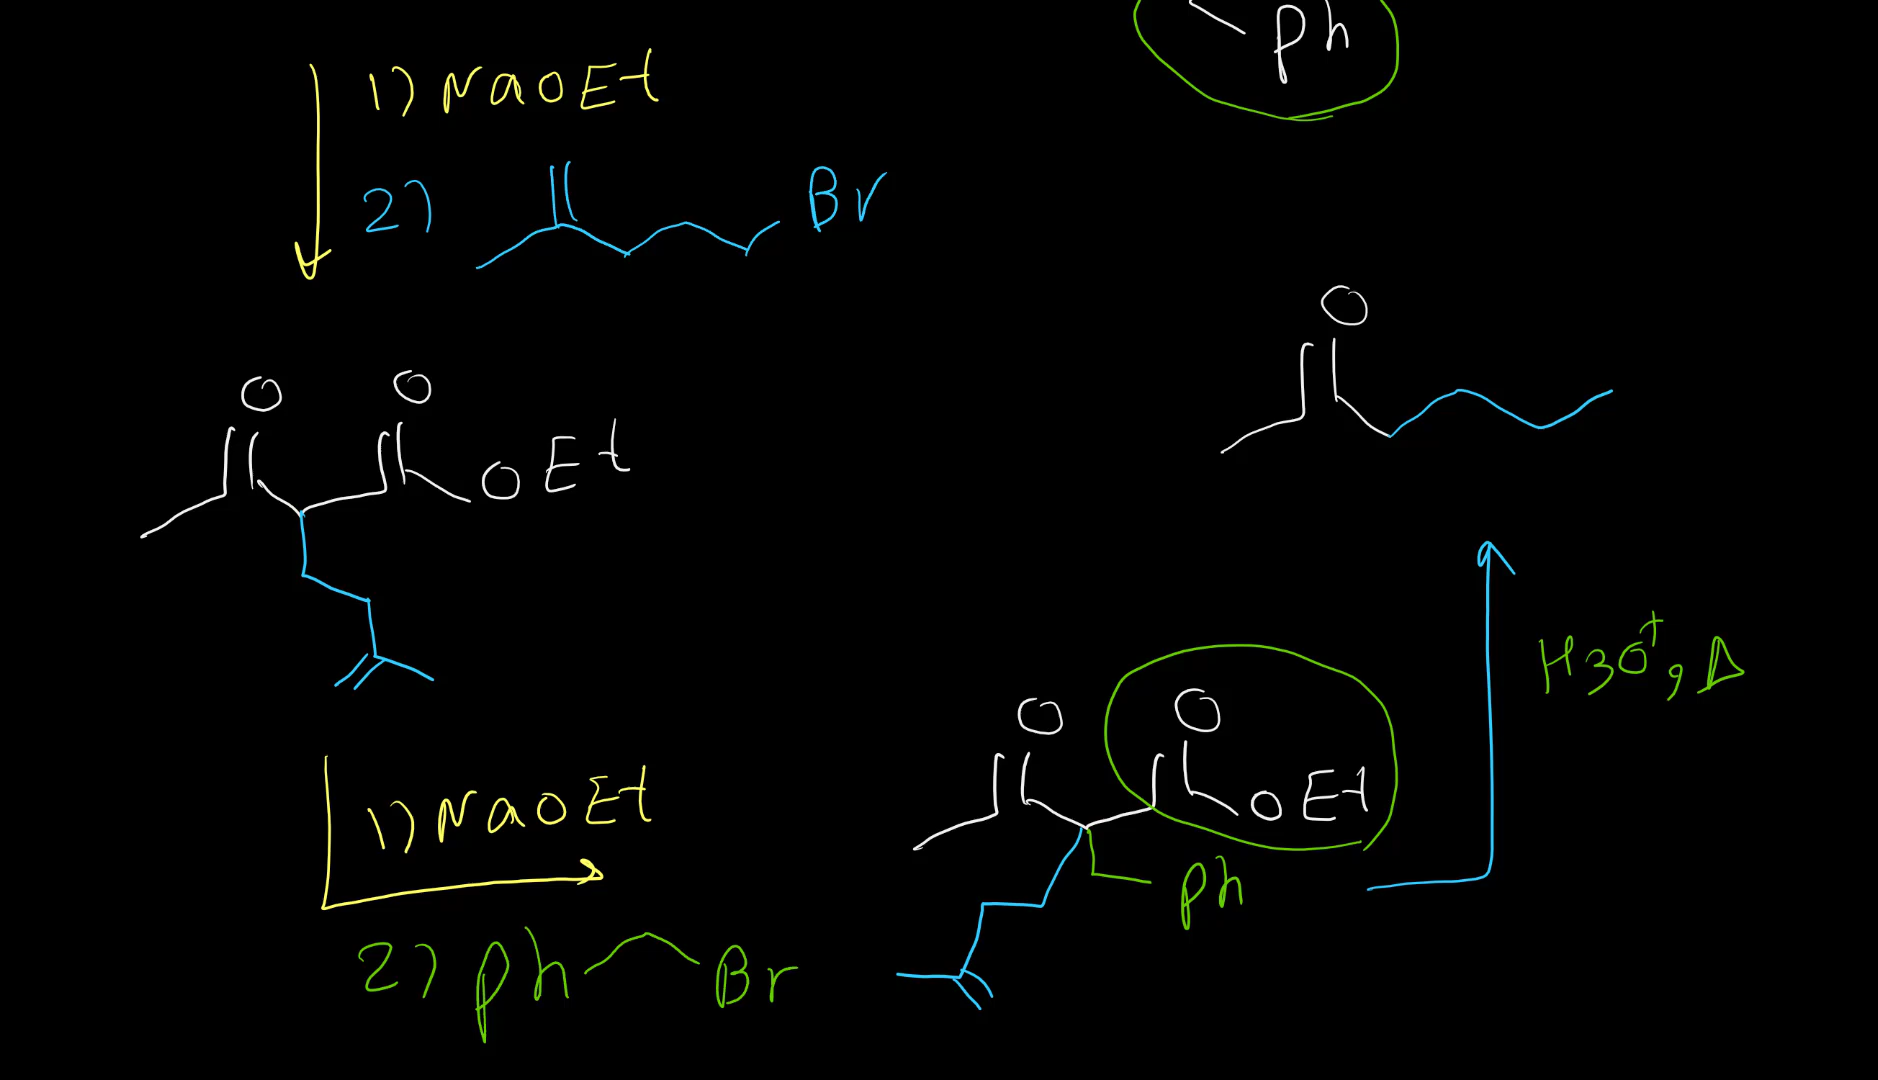 Ph
1) NaOEt
2) Br
O
O O
OEt
H3O+, Δ
O O
OEt
1) NaOEt
Ph
2) Ph Br